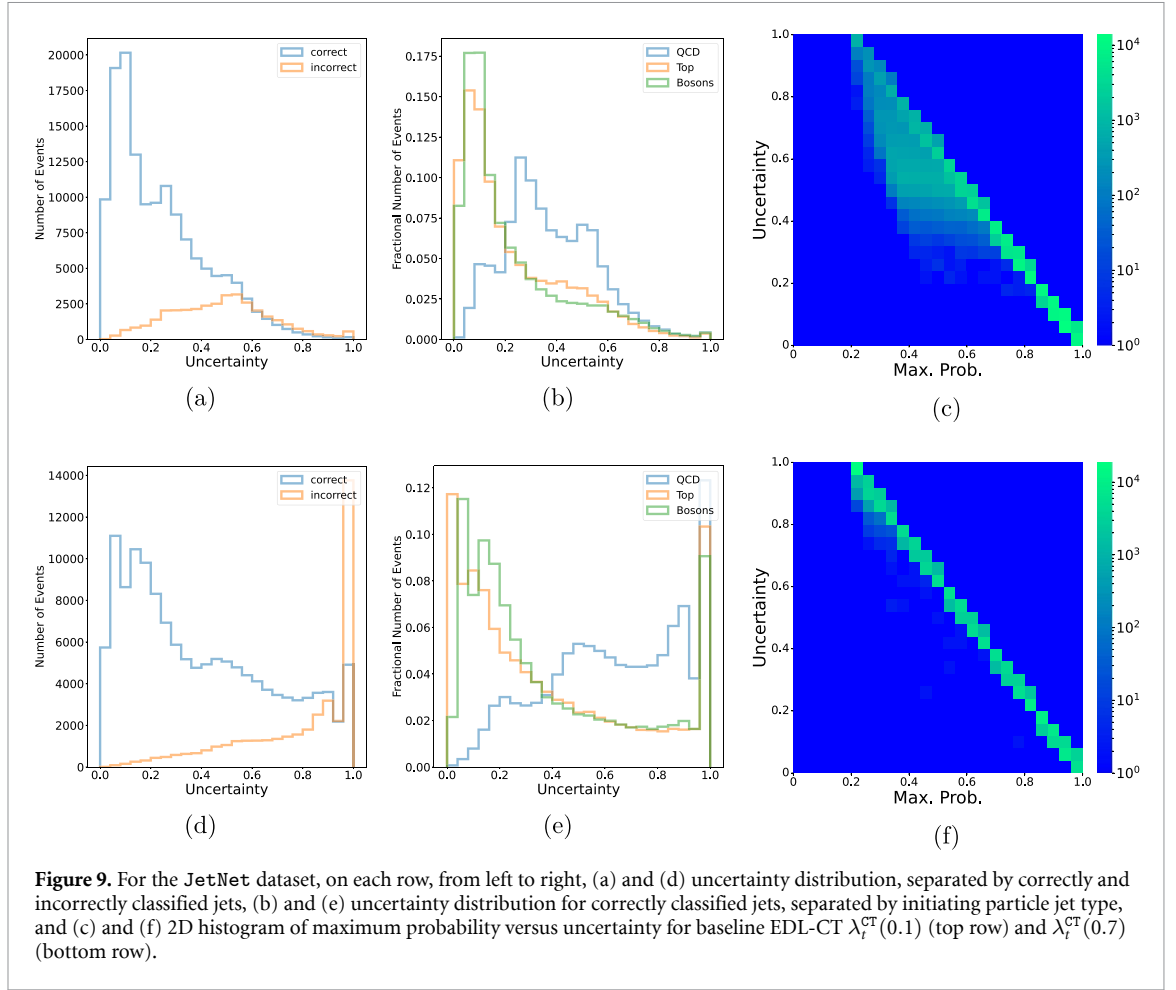 20000
17500
15000
12500
10000
7500
5000
2500
0
Number of Events
correct
incorrect
0.0 0.2 0.4 0.6 0.8 1.0
Uncertainty
(a)
0.175
0.150
0.125
0.100
0.075
0.050
0.025
0.000
Fractional Number of Events
QCD
Top
Bosons
0.0 0.2 0.4 0.6 0.8 1.0
Uncertainty
(b)
1.0
0.8
0.6
0.4
0.2
0
Uncertainty
0 0.2 0.4 0.6 0.8 1.0
Max. Prob.
10⁴
10³
10²
10¹
10⁰
(c)
14000
12000
10000
8000
6000
4000
2000
0
Number of Events
correct
incorrect
0.0 0.2 0.4 0.6 0.8 1.0
Uncertainty
(d)
0.12
0.10
0.08
0.06
0.04
0.02
0.00
Fractional Number of Events
QCD
Top
Bosons
0.0 0.2 0.4 0.6 0.8 1.0
Uncertainty
(e)
1.0
0.8
0.6
0.4
0.2
0
Uncertainty
0 0.2 0.4 0.6 0.8 1.0
Max. Prob.
10⁴
10³
10²
10¹
10⁰
(f)
Figure 9. For the JetNet dataset, on each row, from left to right, (a) and (d) uncertainty distribution, separated by correctly and
incorrectly classified jets, (b) and (e) uncertainty distribution for correctly classified jets, separated by initiating particle jet type,
and (c) and (f) 2D histogram of maximum probability versus uncertainty for baseline EDL-CT λ_t^CT(0.1) (top row) and λ_t^CT(0.7)
(bottom row).